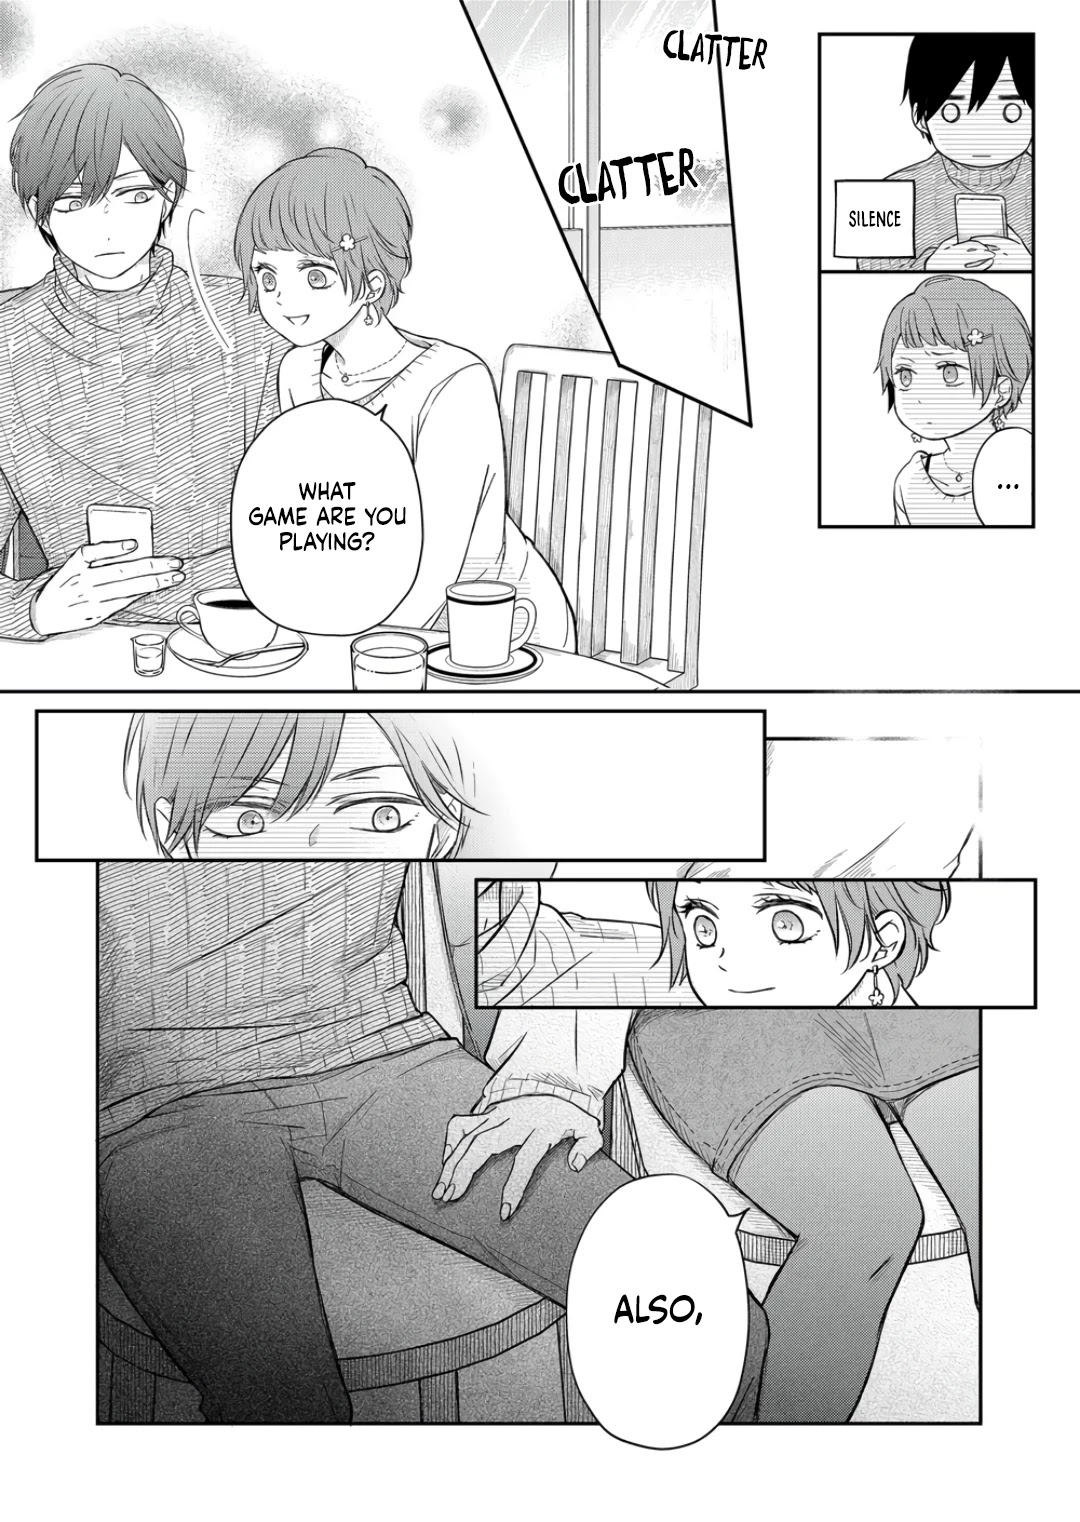 SILENCE
...
CLATTER
CLATTER
WHAT
GAME ARE YOU
PLAYING?
ALSO,